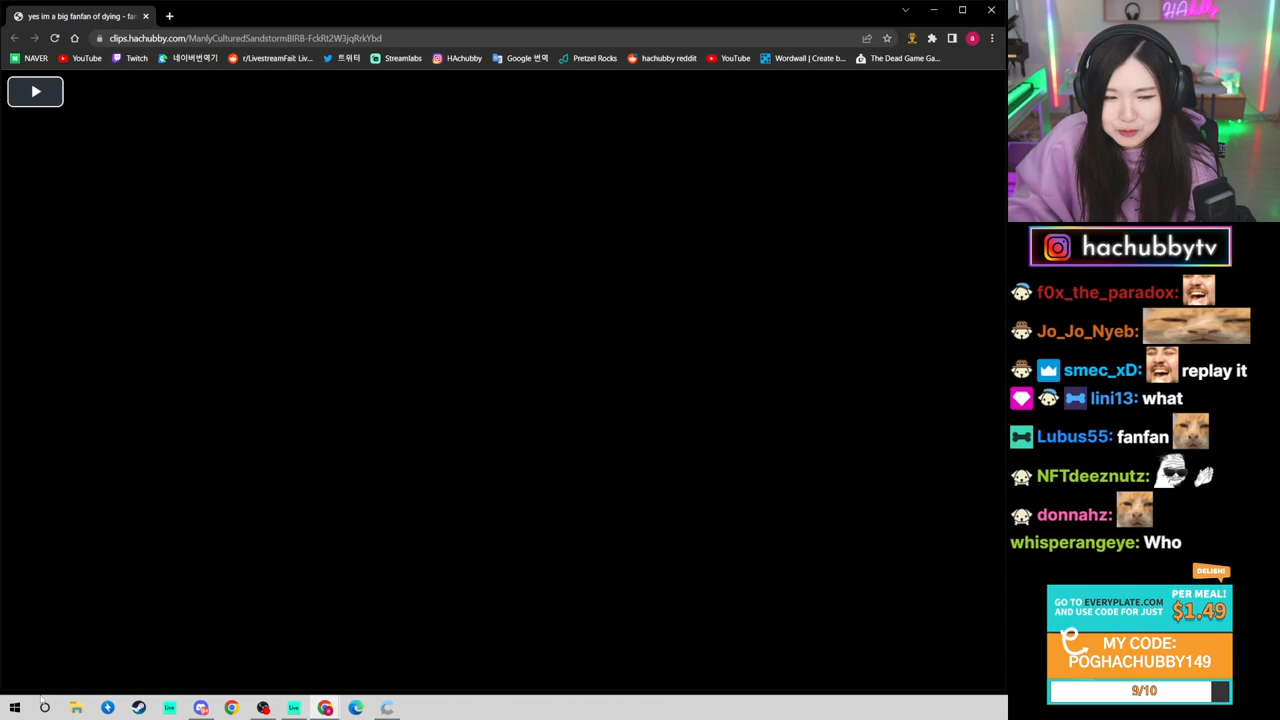 yes im a big fanfan of dying - fan
clips.hachubby.com/ManlyCulturedSandstormBIRB-FckRt2W3jqRrkYbd
NAVER YouTube Twitch 네이버번역기 r/LivestreamFail: Liv... 트위터 Streamlabs HAchubby Google 번역 Pretzel Rocks hachubby reddit YouTube Wordwall | Create b... The Dead Game Ga...
HAchubby
hachubbytv
f0x_the_paradox:
Jo_Jo_Nyeb:
smec_xD: replay it
lini13: what
Lubus55: fanfan
NFTdeeznutz:
donnahz:
whisperangeye: Who
DELISH!
GO TO EVERYPLATE.COM
AND USE CODE FOR JUST
PER MEAL!
$1.49
MY CODE:
POGHACHUBBY149
9/10